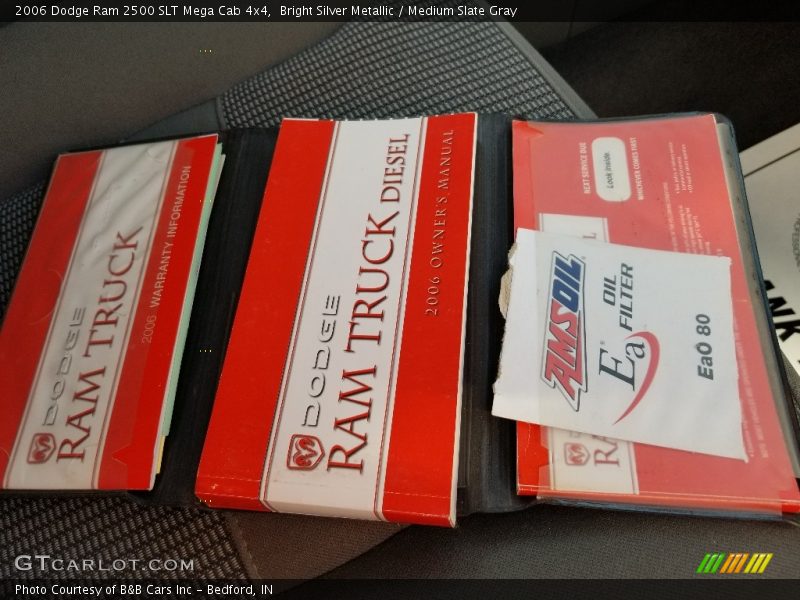 2006 Dodge Ram 2500 SLT Mega Cab 4x4, Bright Silver Metallic / Medium Slate Gray
DODGE
RAM TRUCK
2006 WARRANTY INFORMATION
DODGE
RAM TRUCK DIESEL
2006 OWNER'S MANUAL
NEXT SERVICE DUE
Look inside.
WHICHEVER COMES FIRST
AMSOIL
Ea® OIL
FILTER
EaO 80
RA
ANK
GTCARLOT.COM
Photo Courtesy of B&B Cars Inc - Bedford, IN